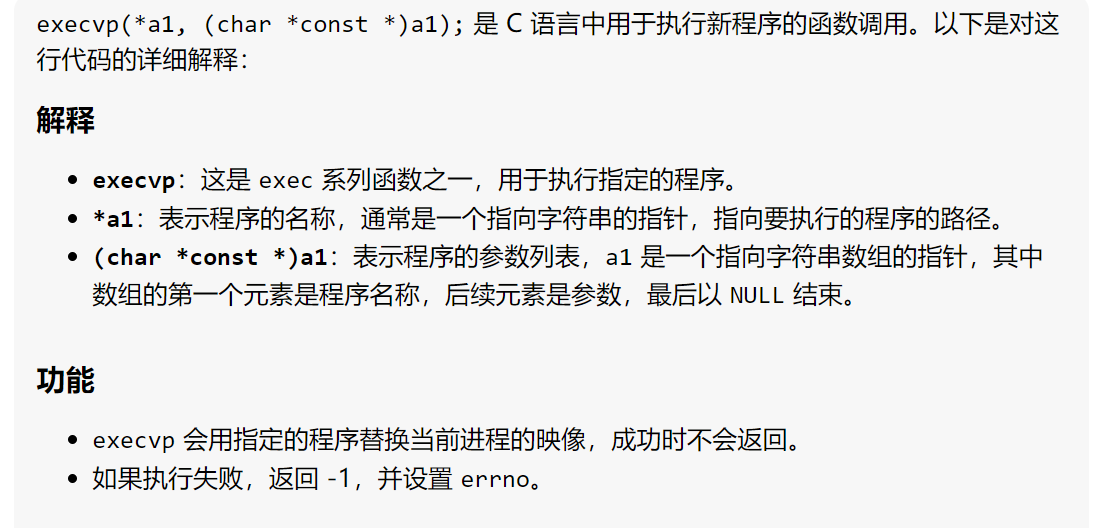 execvp(*a1, (char *const *)a1); 是 C 语言中用于执行新程序的函数调用。以下是对这
行代码的详细解释：
解释
• execvp：这是 exec 系列函数之一，用于执行指定的程序。
• *a1：表示程序的名称，通常是一个指向字符串的指针，指向要执行的程序的路径。
• (char *const *)a1：表示程序的参数列表，a1 是一个指向字符串数组的指针，其中
数组的第一个元素是程序名称，后续元素是参数，最后以 NULL 结束。
功能
• execvp 会用指定的程序替换当前进程的映像，成功时不会返回。
• 如果执行失败，返回 -1，并设置 errno。